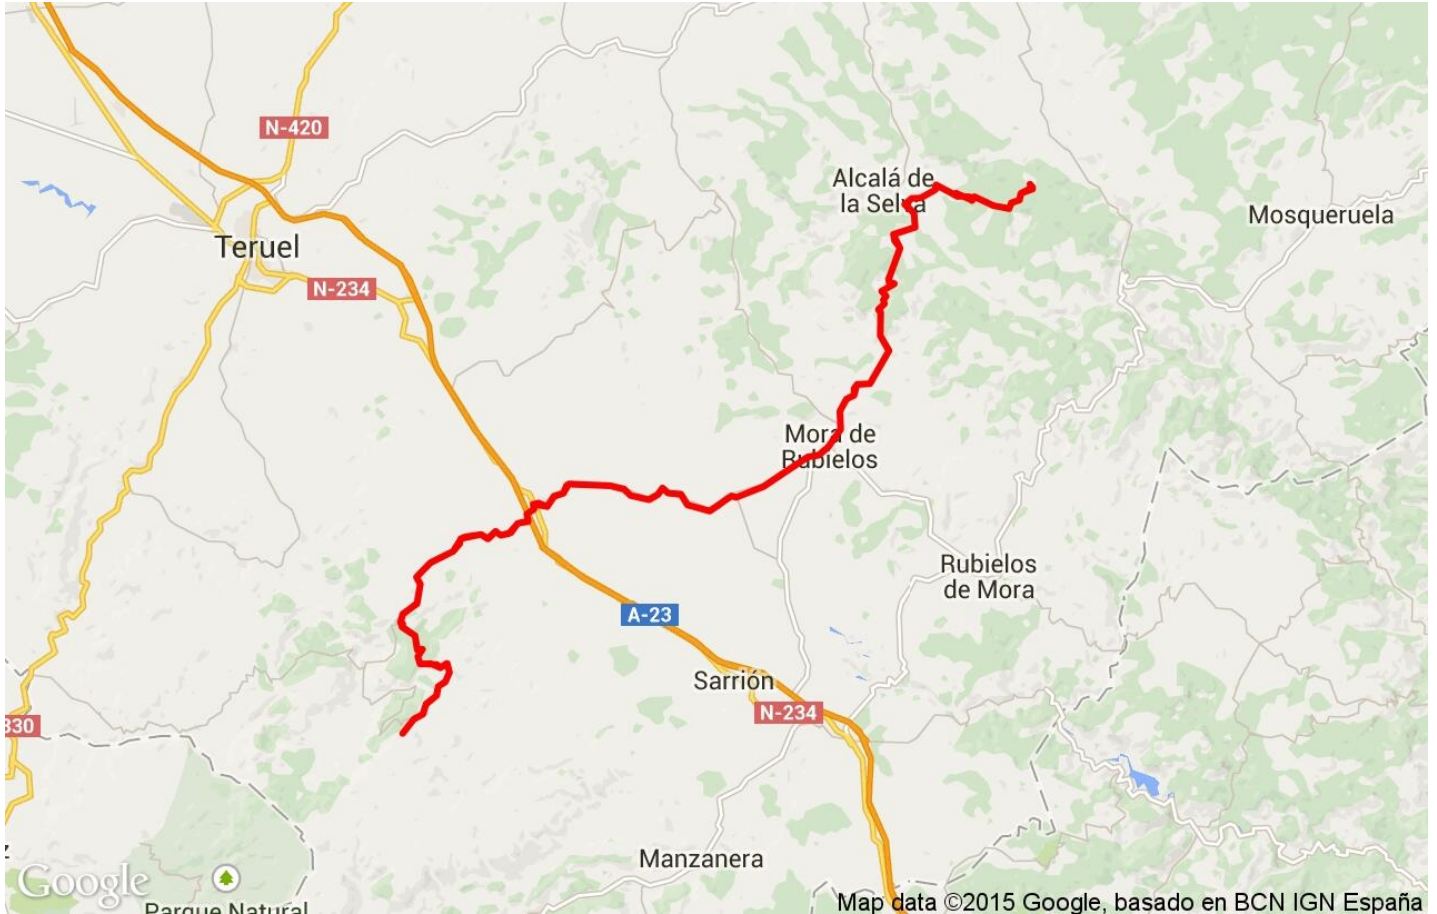 N-420
Alcalá de
la Selva
Mosqueruela
Teruel
N-234
Mora de
Rubielos
Rubielos
de Mora
A-23
Sarrión
N-234
330
Manzanera
Google
Parque Natural
Map data ©2015 Google, basado en BCN IGN España